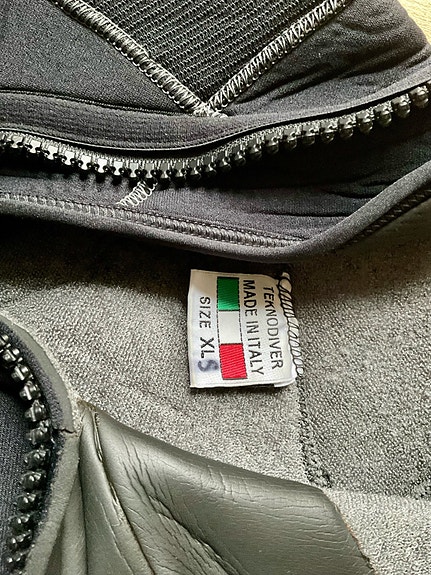 TEKNODIVER
MADE IN ITALY
SIZE XLS